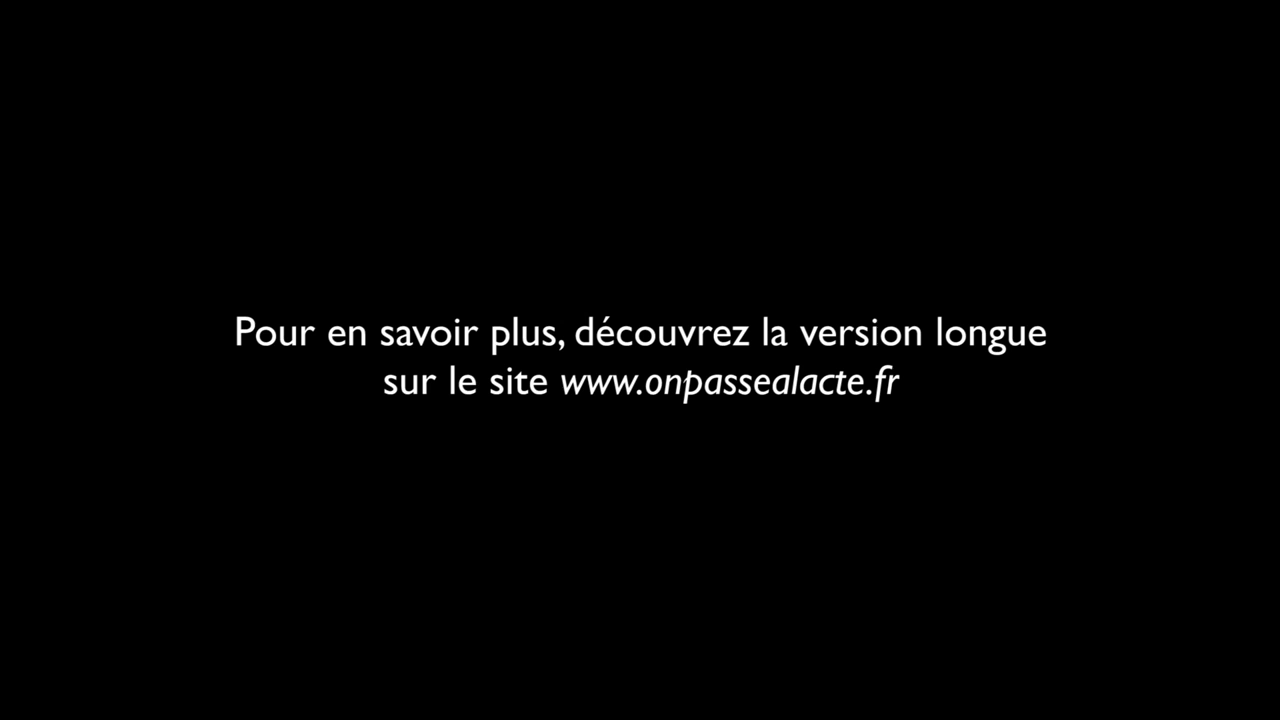 Pour en savoir plus, découvrez la version longue
sur le site www.onpassealacte.fr